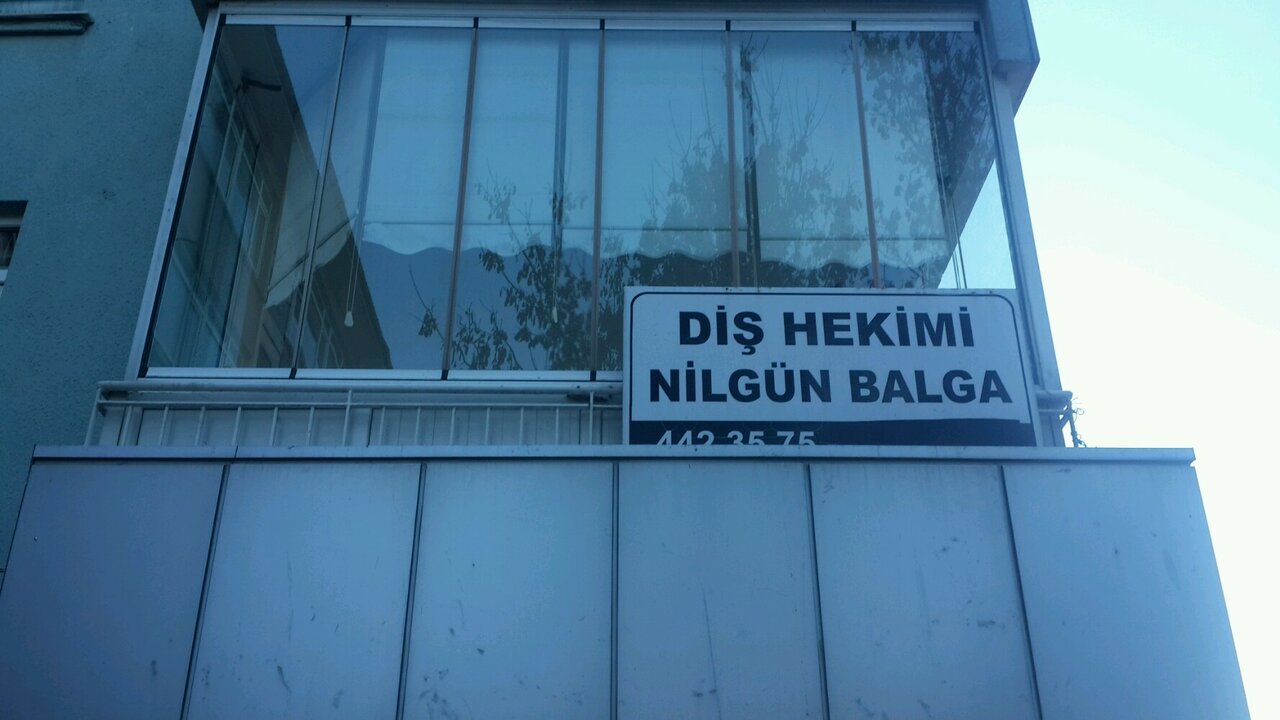 DİŞ HEKİMİ
NİLGÜN BALGA
442 35 75